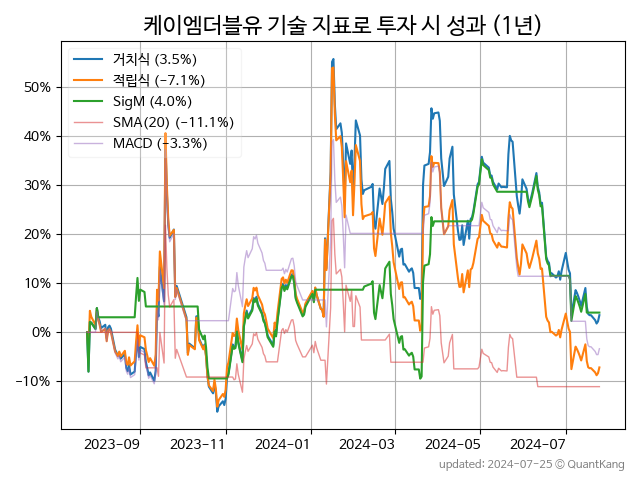 케이엠더블유 기술 지표로 투자 시 성과 (1년)
거치식 (3.5%)
적립식 (−7.1%)
SigM (4.0%)
SMA(20) (−11.1%)
MACD (−3.3%)
50%
40%
30%
20%
10%
0%
−10%
2023-09 2023-11 2024-01 2024-03 2024-05 2024-07
updated: 2024-07-25 © QuantKang